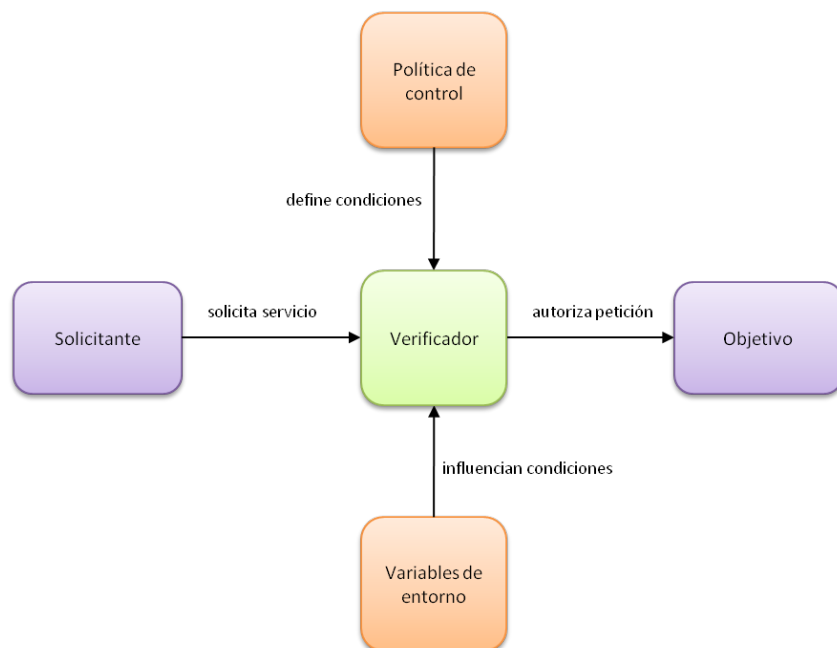 Política de
control
define condiciones
Solicitante
solicita servicio
Verificador
autoriza petición
Objetivo
influencian condiciones
Variables de
entorno